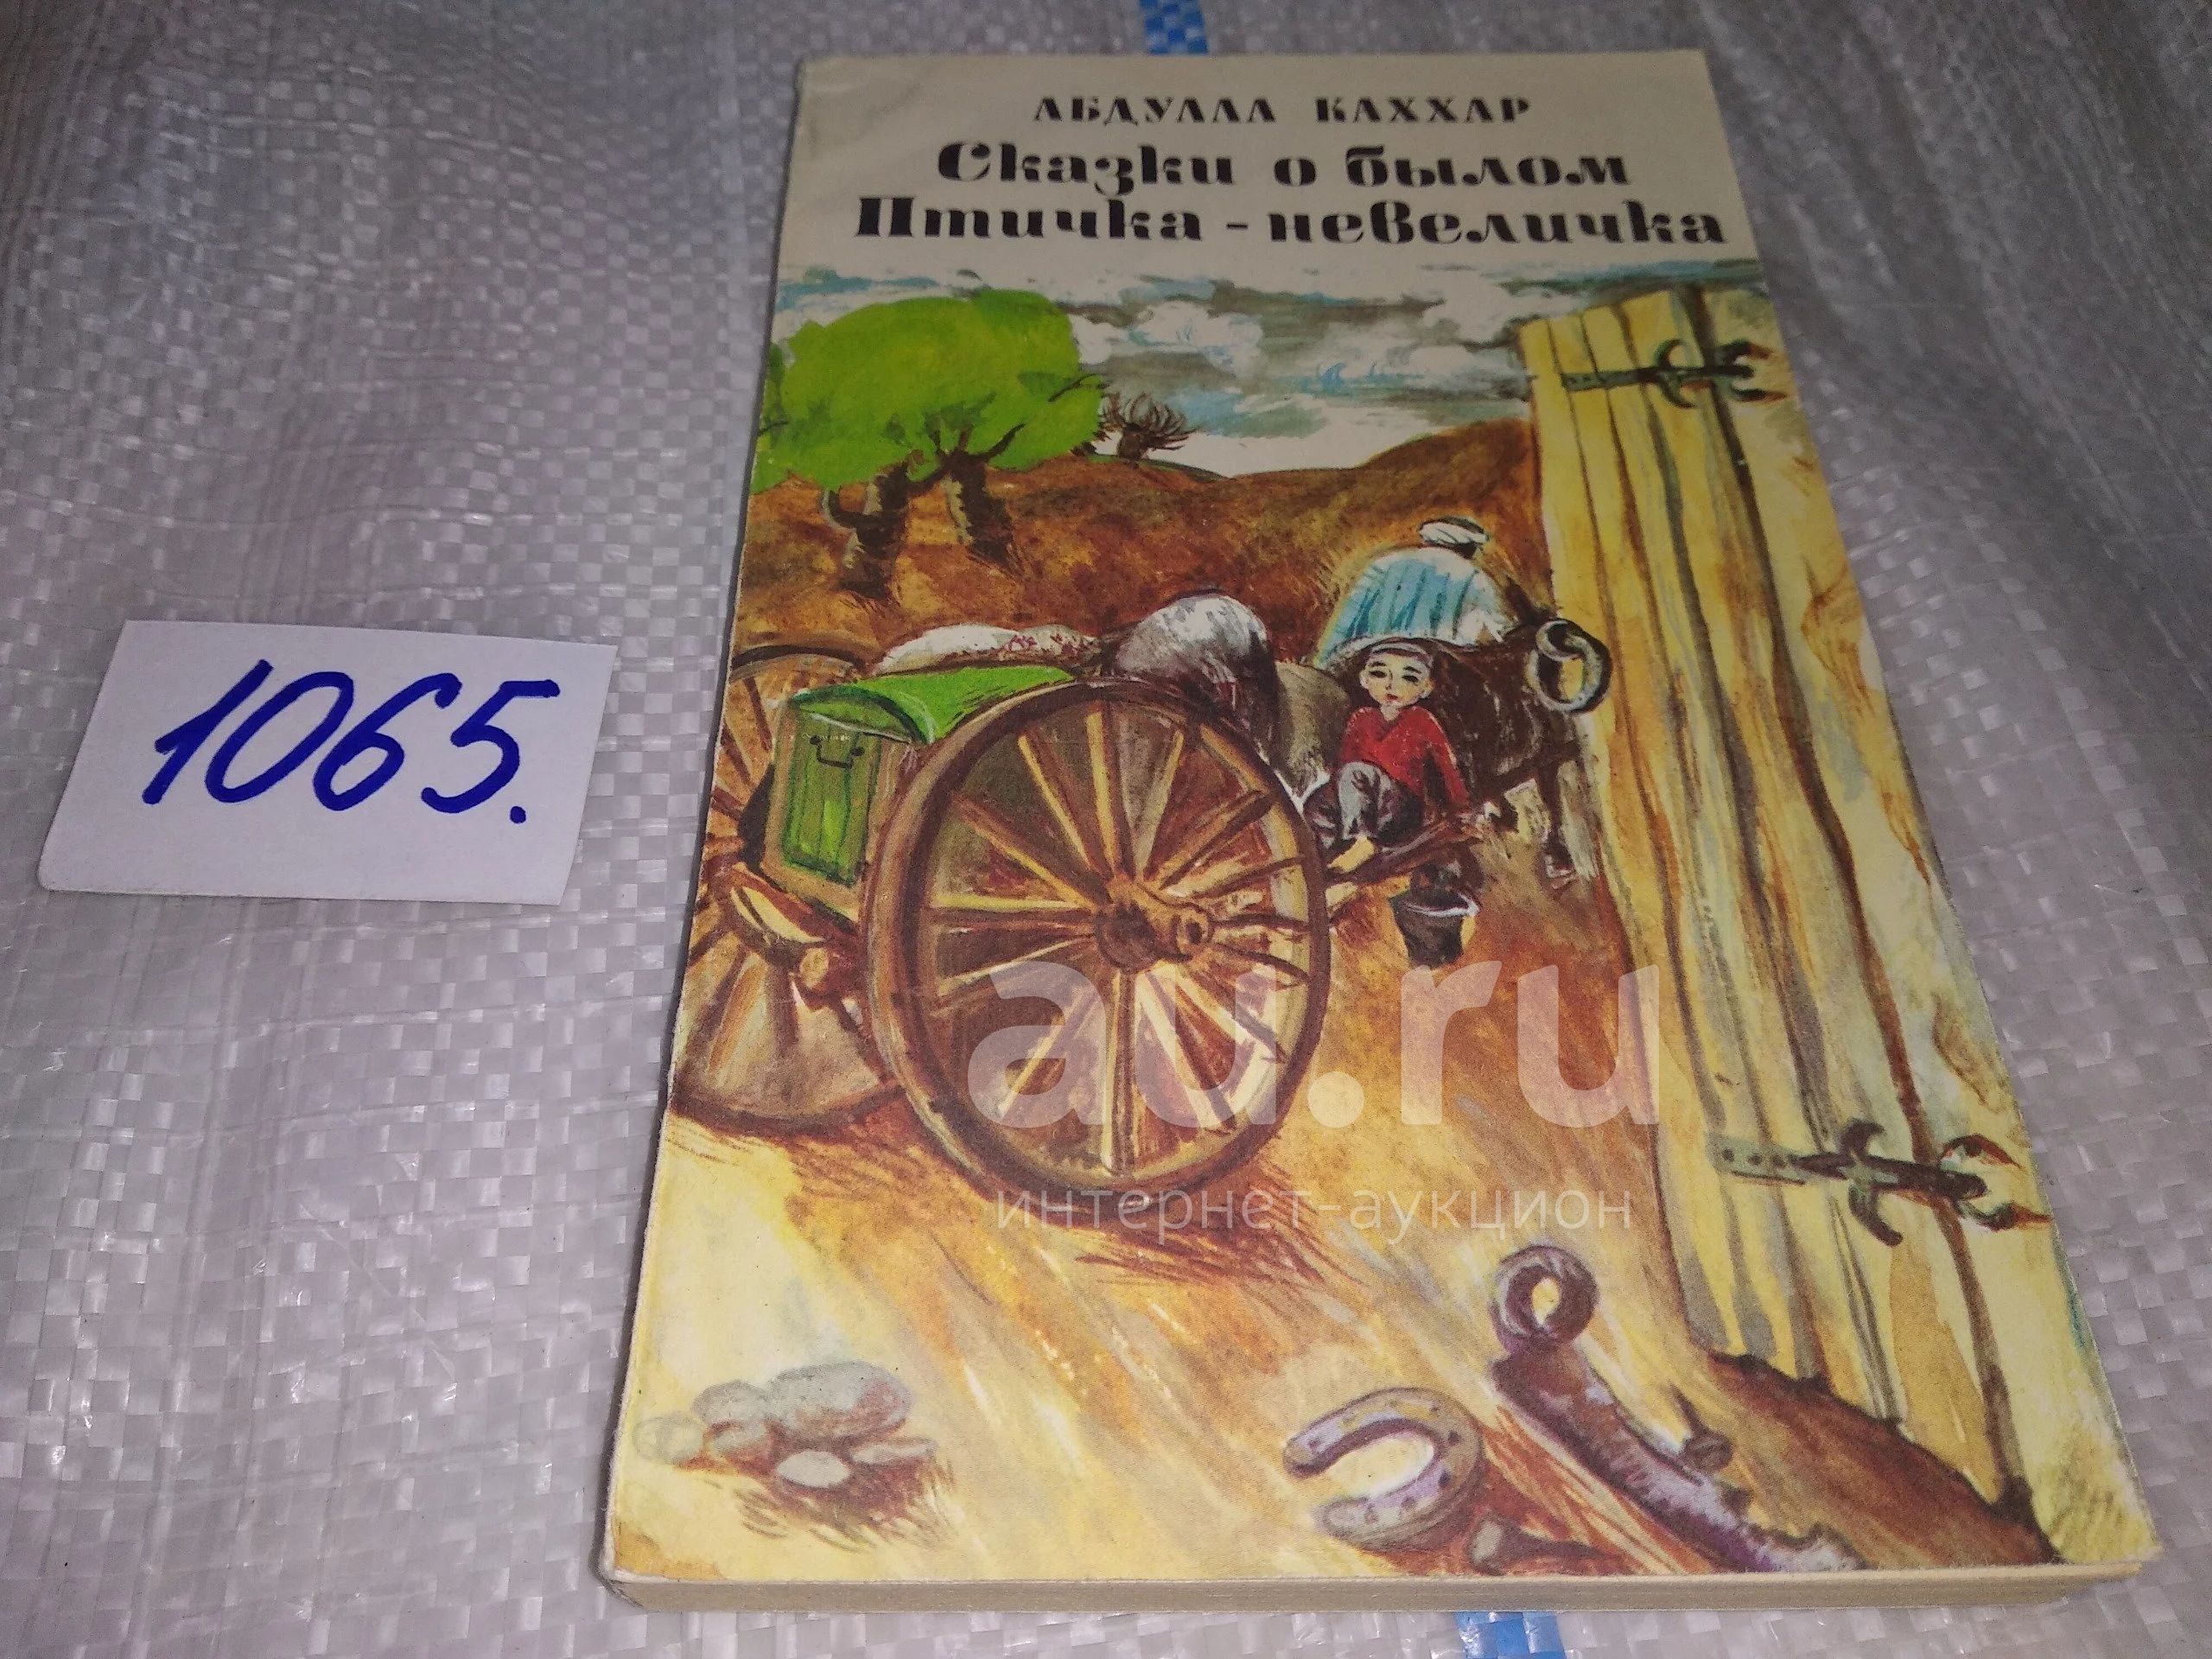 АБДУЛЛА КАХХАР
Сказки о былом
Птичка - невеличка
1065.
au.ru
интернет-аукцион